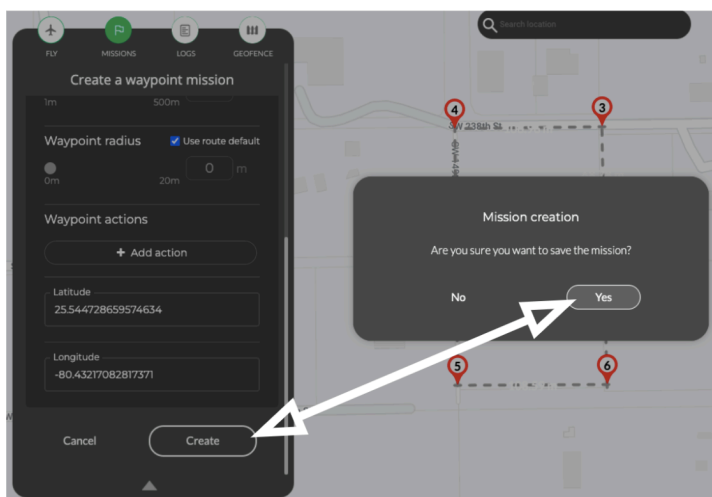 FLY MISSIONS LOGS GEOFENCE
Create a waypoint mission
1m 500m
Waypoint radius Use route default
0 m
0m 20m
Waypoint actions
+ Add action
Latitude
25.544728659574634
Longitude
-80.43217082817371
Cancel Create
Search location
4 3
SW 238th St
Mission creation
Are you sure you want to save the mission?
No Yes
5 6